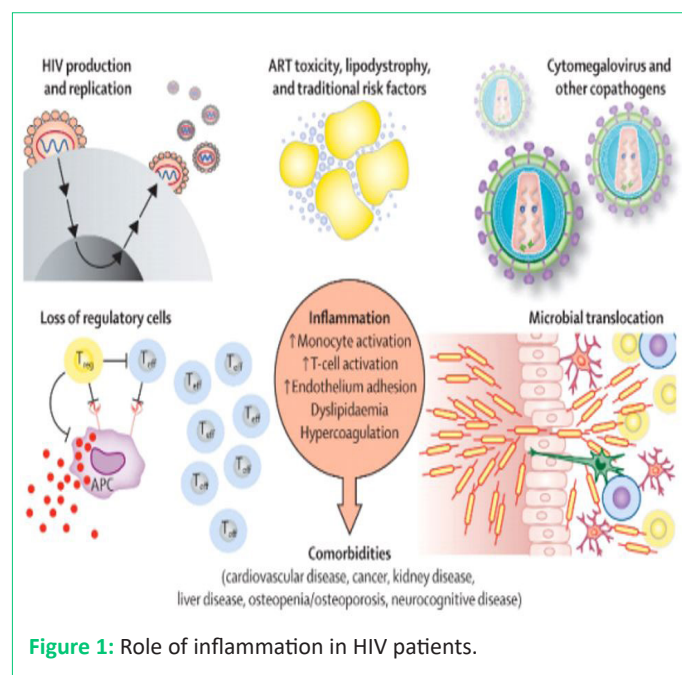 HIV production
and replication
ART toxicity, lipodystrophy,
and traditional risk factors
Cytomegalovirus and
other copathogens
Loss of regulatory cells
Treg
Teff
APC
Teff
Teff
Teff
Teff
Teff
Teff
Teff
Inflammation
↑Monocyte activation
↑T-cell activation
↑Endothelium adhesion
Dyslipidaemia
Hypercoagulation
Microbial translocation
Comorbidities
(cardiovascular disease, cancer, kidney disease,
liver disease, osteopenia/osteoporosis, neurocognitive disease)
Figure 1: Role of inflammation in HIV patients.